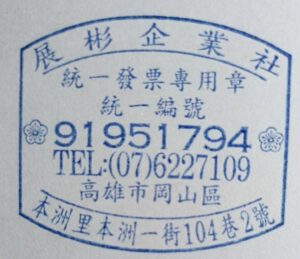 展彬企業社
統一發票專用章
統一編號
91951794
TEL:(07)6227109
高雄市岡山區
本洲里本洲一街104巷2號